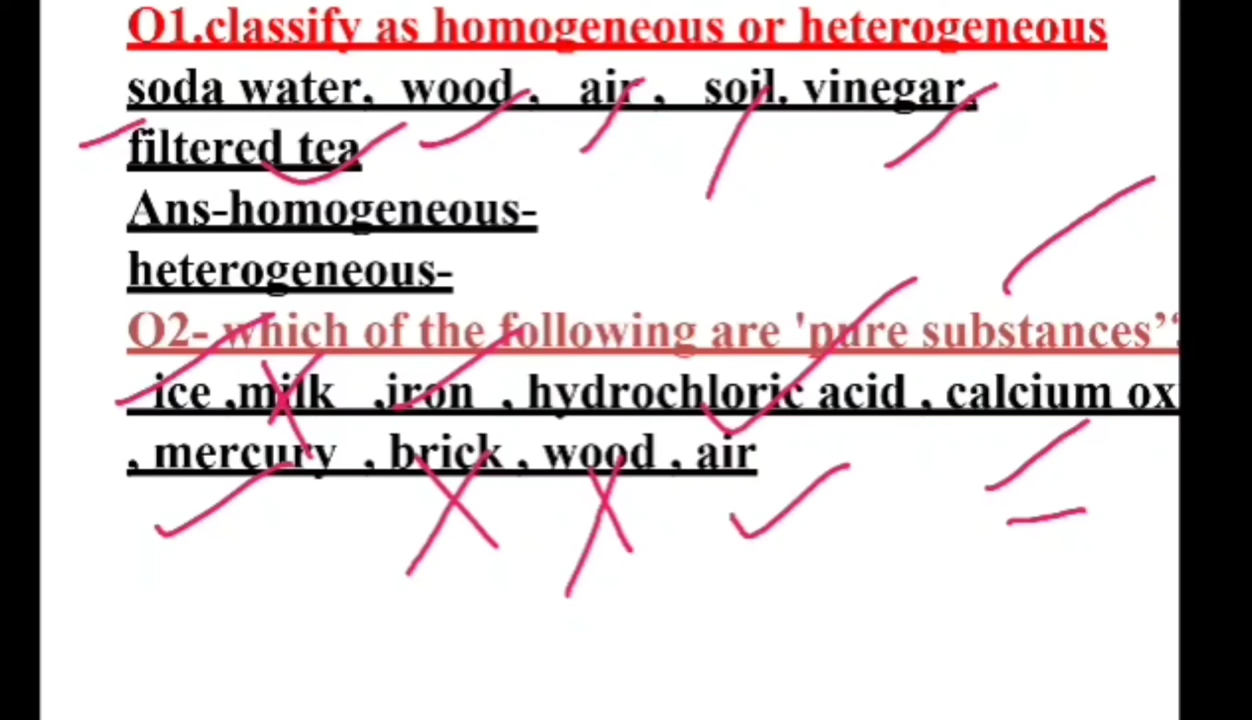 Q1.classify as homogeneous or heterogeneous
soda water, wood , air , soil. vinegar,
filtered tea
Ans-homogeneous-
heterogeneous-
Q2- which of the following are 'pure substances’
ice ,milk ,iron , hydrochloric acid , calcium ox
, mercury , brick , wood , air